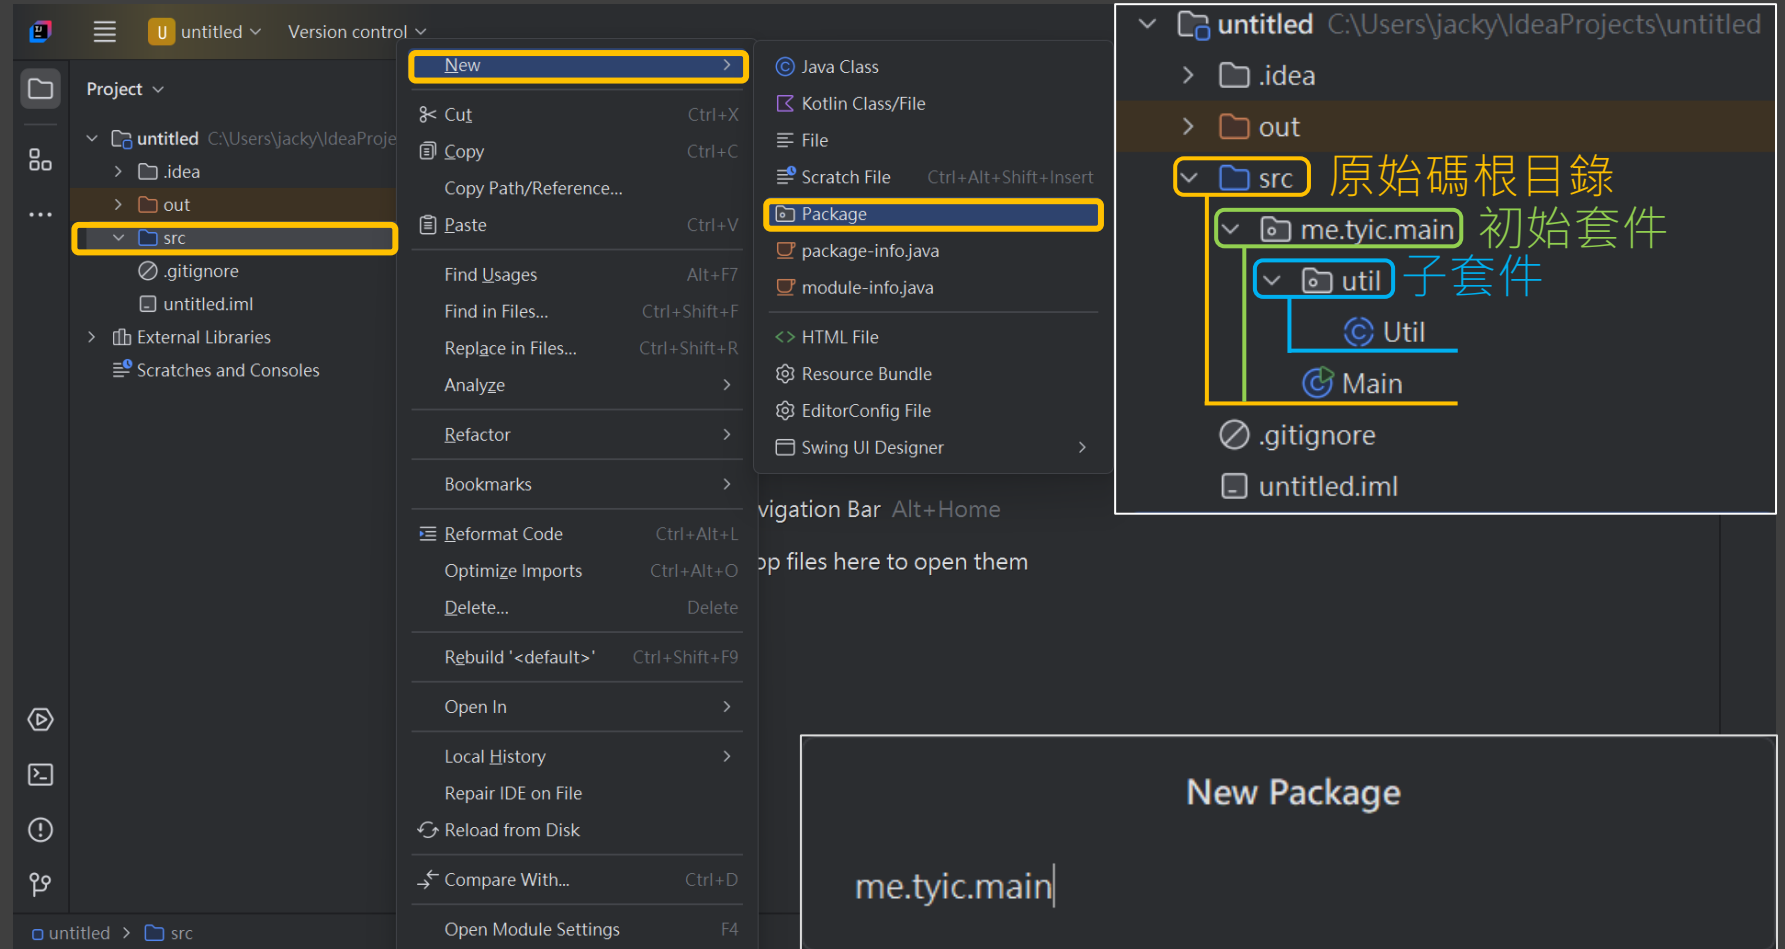 U untitled Version control
Project
untitled C:\Users\jacky\IdeaProje
.idea
out
src
.gitignore
untitled.iml
External Libraries
Scratches and Consoles
New
Cut Ctrl+X
Copy Ctrl+C
Copy Path/Reference...
Paste Ctrl+V
Find Usages Alt+F7
Find in Files... Ctrl+Shift+F
Replace in Files... Ctrl+Shift+R
Analyze
Refactor
Bookmarks
Reformat Code Ctrl+Alt+L
Optimize Imports Ctrl+Alt+O
Delete... Delete
Rebuild '<default>' Ctrl+Shift+F9
Open In
Local History
Repair IDE on File
Reload from Disk
Compare With... Ctrl+D
Open Module Settings F4
Java Class
Kotlin Class/File
File
Scratch File Ctrl+Alt+Shift+Insert
Package
package-info.java
module-info.java
HTML File
Resource Bundle
EditorConfig File
Swing UI Designer
vigation Bar Alt+Home
op files here to open them
untitled C:\Users\jacky\IdeaProjects\untitled
.idea
out
src 原始碼根目錄
me.tyic.main 初始套件
util 子套件
Util
Main
.gitignore
untitled.iml
New Package
me.tyic.main
untitled > src